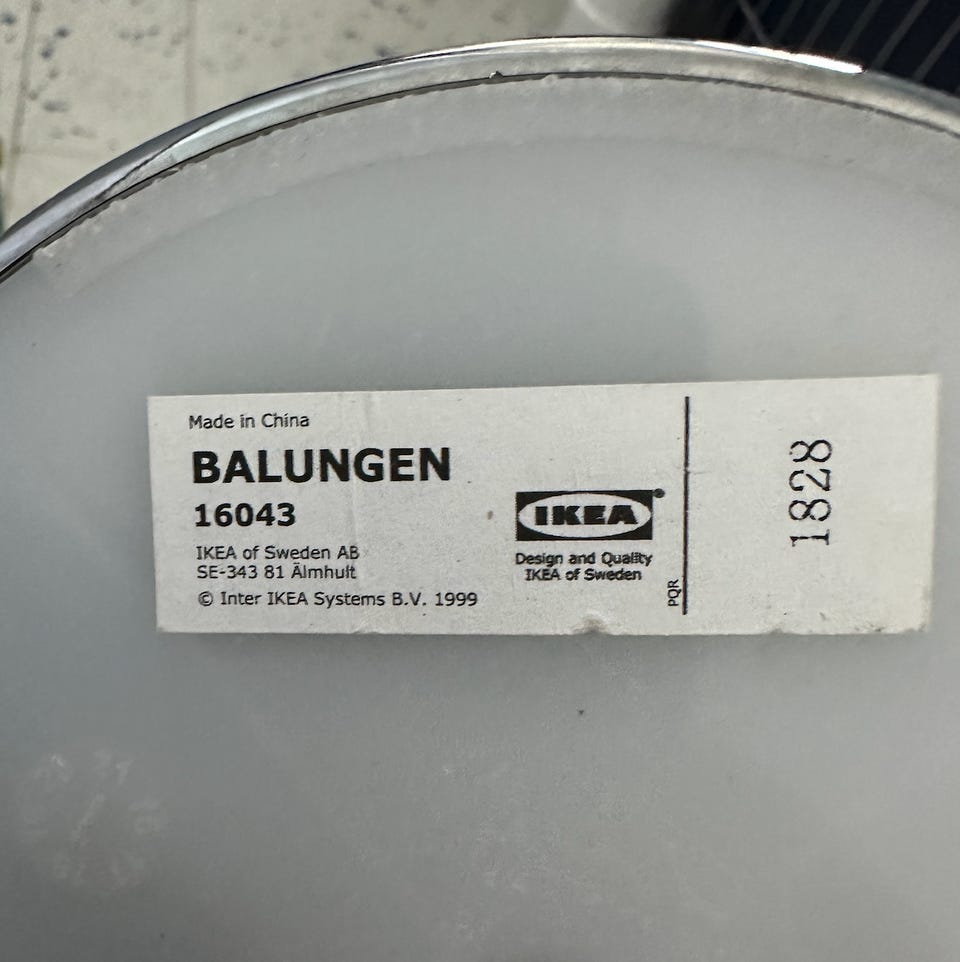 Made in China
BALUNGEN
16043
IKEA of Sweden AB
SE-343 81 Älmhult
© Inter IKEA Systems B.V. 1999
IKEA®
Design and Quality
IKEA of Sweden
PQR
1828